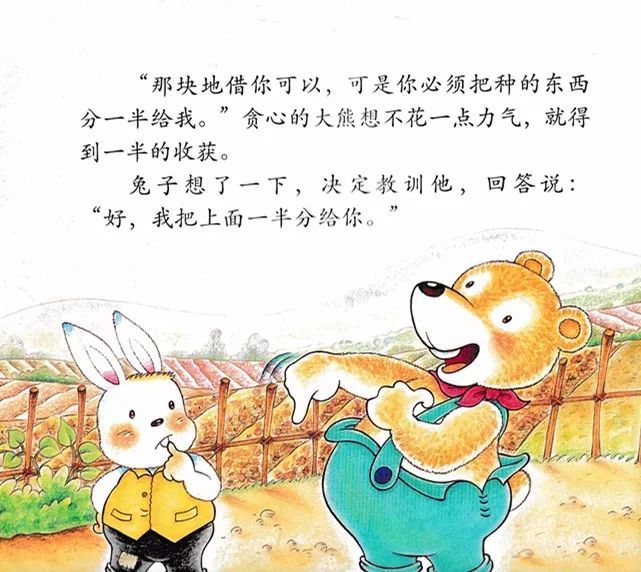 “那块地借你可以，可是你必须把种的东西
分一半给我。”贪心的大熊想不花一点力气，就得
到一半的收获。
兔子想了一下，决定教训他，回答说：
“好，我把上面一半分给你。”